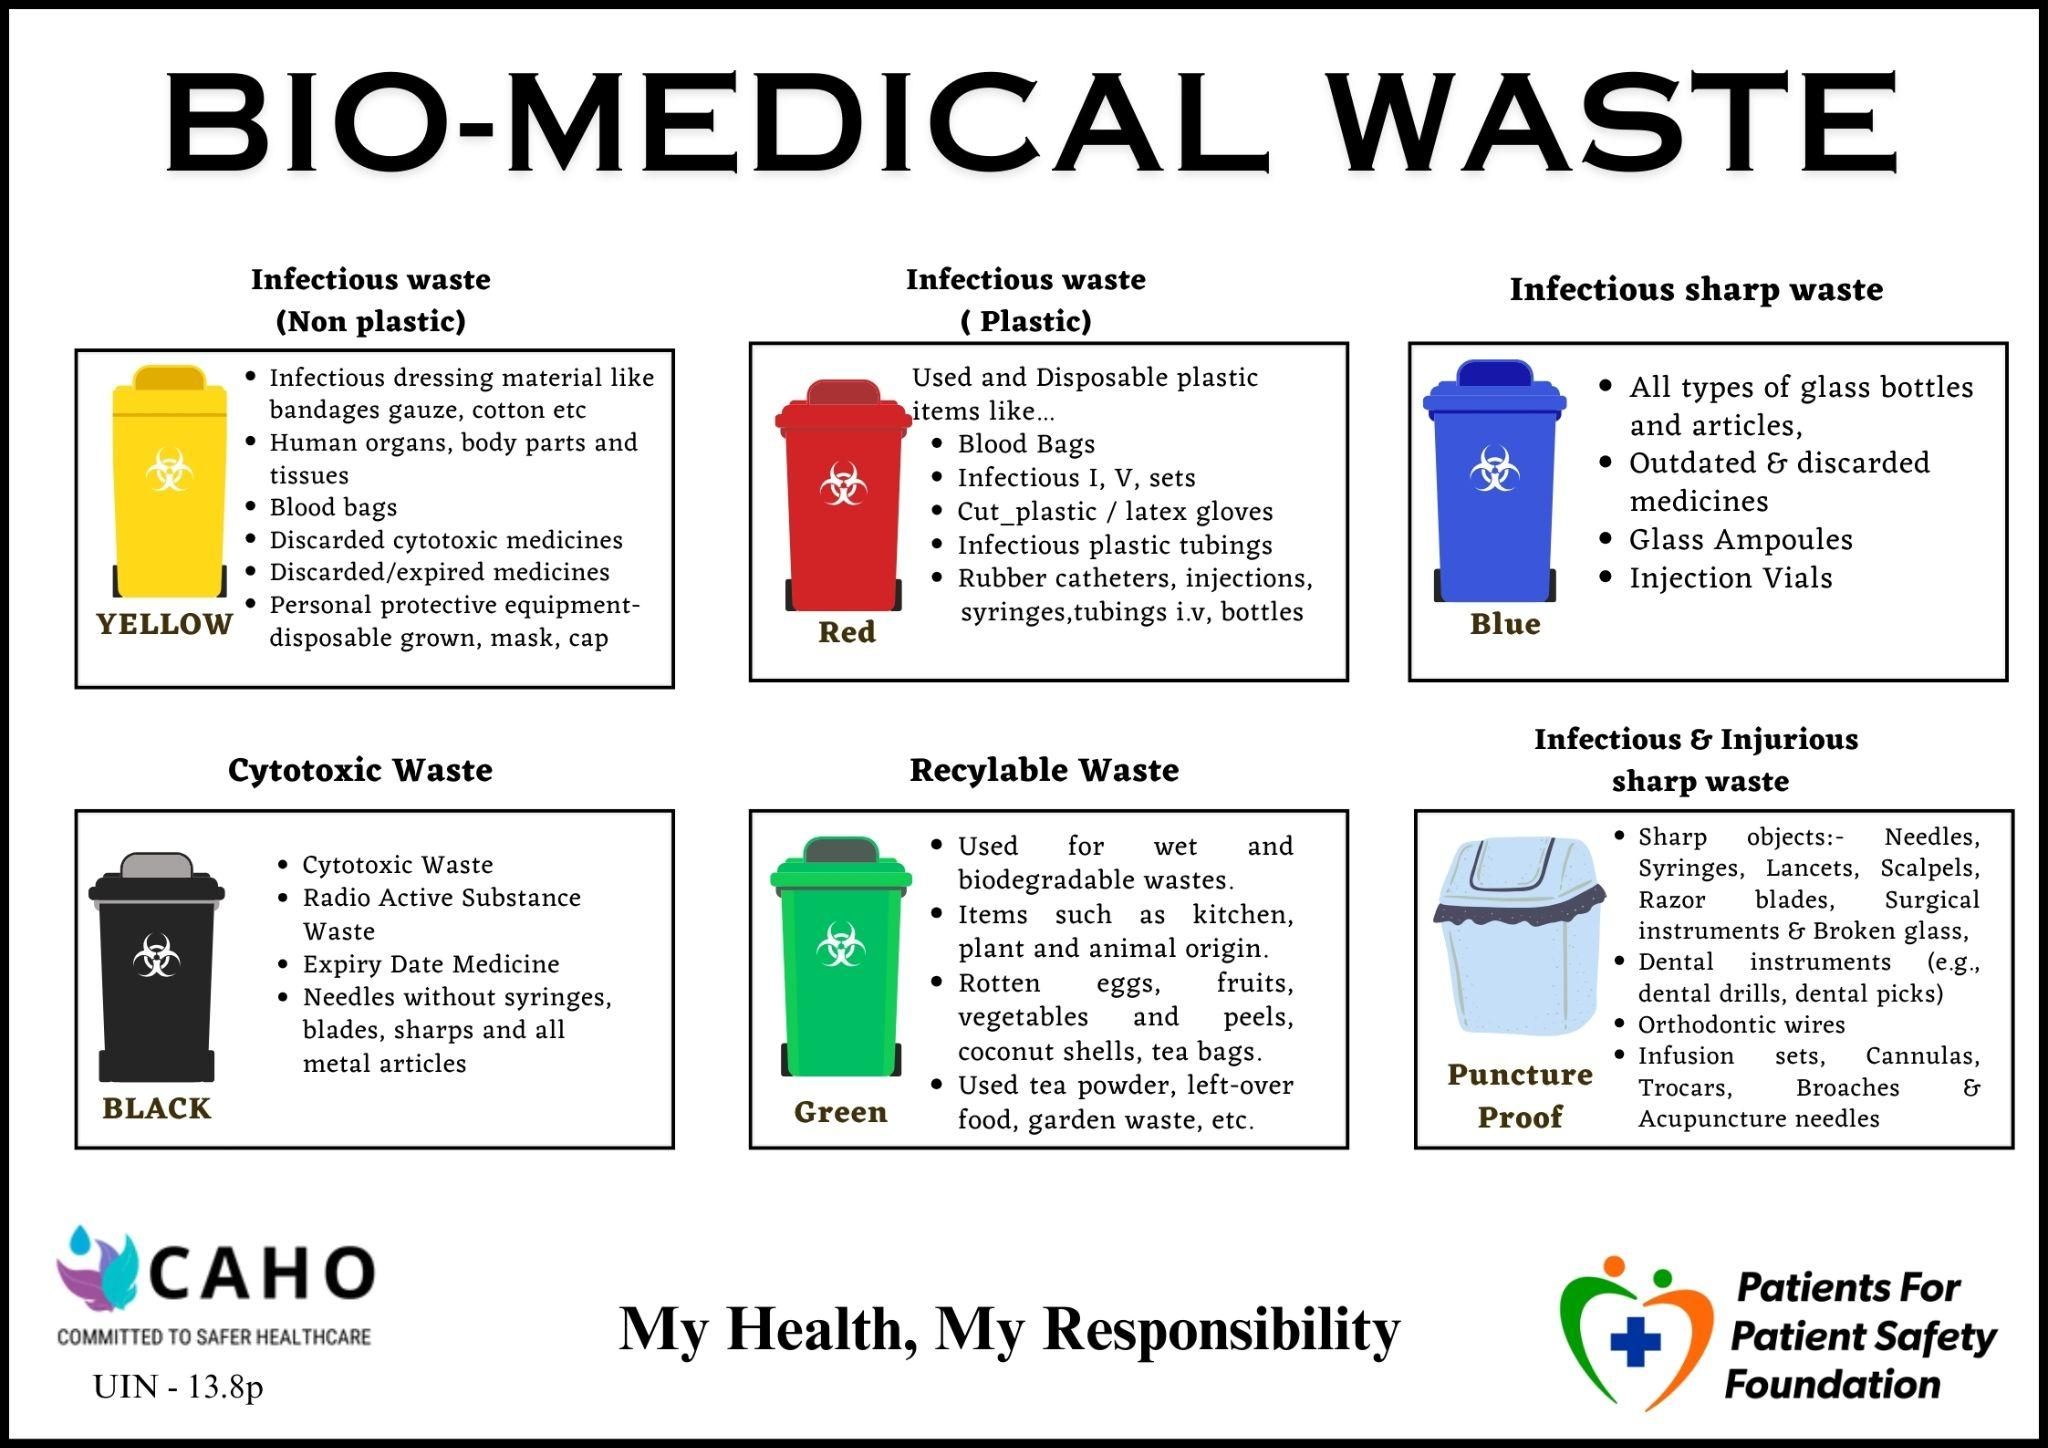 BIO-MEDICAL WASTE
Infectious waste
(Non plastic)
• Infectious dressing material like
bandages gauze, cotton etc
• Human organs, body parts and
tissues
• Blood bags
• Discarded cytotoxic medicines
• Discarded/expired medicines
• Personal protective equipment-
disposable grown, mask, cap
YELLOW
Infectious waste
( Plastic)
Used and Disposable plastic
items like...
• Blood Bags
• Infectious I, V, sets
• Cut_plastic / latex gloves
• Infectious plastic tubings
• Rubber catheters, injections,
syringes,tubings i.v, bottles
Red
Infectious sharp waste
• All types of glass bottles
and articles,
• Outdated & discarded
medicines
• Glass Ampoules
• Injection Vials
Blue
Cytotoxic Waste
• Cytotoxic Waste
• Radio Active Substance
Waste
• Expiry Date Medicine
• Needles without syringes,
blades, sharps and all
metal articles
BLACK
Recylable Waste
• Used for wet and
biodegradable wastes.
• Items such as kitchen,
plant and animal origin.
• Rotten eggs, fruits,
vegetables and peels,
coconut shells, tea bags.
• Used tea powder, left-over
food, garden waste, etc.
Green
Infectious & Injurious
sharp waste
• Sharp objects:- Needles,
Syringes, Lancets, Scalpels,
Razor blades, Surgical
instruments & Broken glass,
• Dental instruments (e.g.,
dental drills, dental picks)
• Orthodontic wires
• Infusion sets, Cannulas,
Trocars, Broaches &
Acupuncture needles
Puncture
Proof
CAHO
COMMITTED TO SAFER HEALTHCARE
UIN - 13.8p
My Health, My Responsibility
Patients For
Patient Safety
Foundation